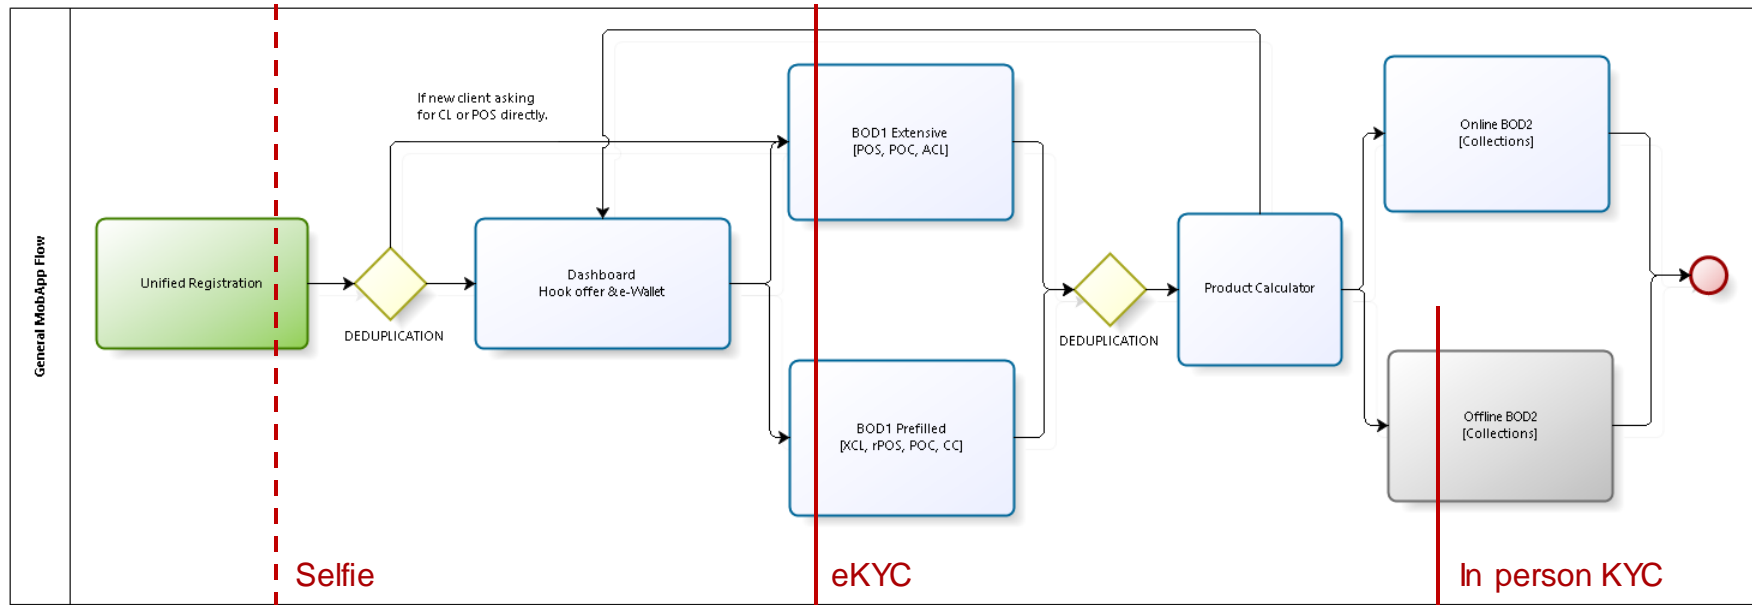 General MobApp Flow
If new client asking
for CL or POS directly.
Unified Registration
DEDUPLICATION
Dashboard
Hook offer &e-Wallet
BOD1 Extensive
[POS, POC, ACL]
BOD1 Prefilled
[XCL, rPOS, POC, CC]
DEDUPLICATION
Product Calculator
Online BOD2
[Collections]
Offline BOD2
[Collections]
Selfie
eKYC
In person KYC